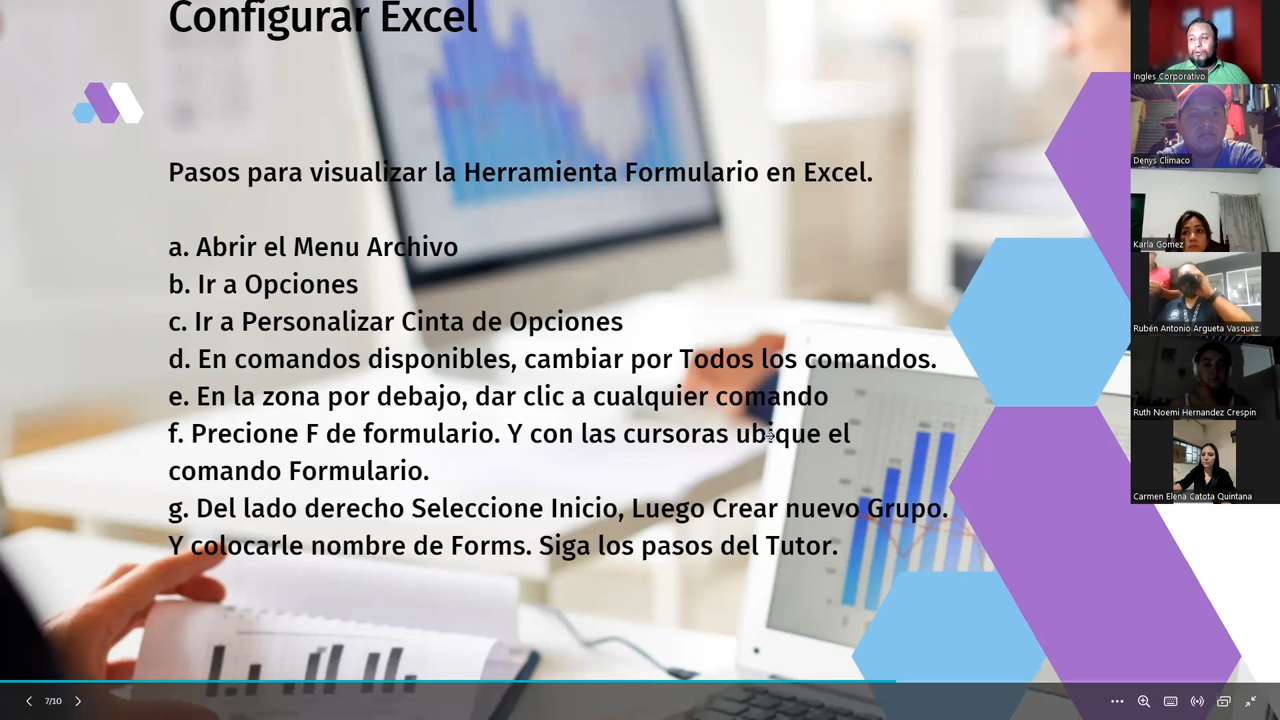 Configurar Excel
Pasos para visualizar la Herramienta Formulario en Excel.
a. Abrir el Menu Archivo
b. Ir a Opciones
c. Ir a Personalizar Cinta de Opciones
d. En comandos disponibles, cambiar por Todos los comandos.
e. En la zona por debajo, dar clic a cualquier comando
f. Precione F de formulario. Y con las cursoras ubique el
comando Formulario.
g. Del lado derecho Seleccione Inicio, Luego Crear nuevo Grupo.
Y colocarle nombre de Forms. Siga los pasos del Tutor.
7/10
Ingles Corporativo
Denys Climaco
Karla Gomez
Rubén Antonio Argueta Vasquez
Ruth Noemi Hernandez Crespin
Carmen Elena Catota Quintana